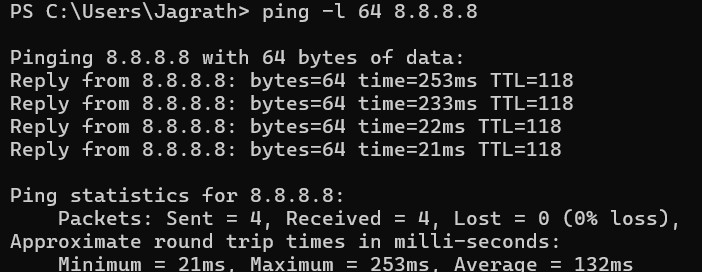 PS C:\Users\Jagrath> ping -l 64 8.8.8.8
Pinging 8.8.8.8 with 64 bytes of data:
Reply from 8.8.8.8: bytes=64 time=253ms TTL=118
Reply from 8.8.8.8: bytes=64 time=233ms TTL=118
Reply from 8.8.8.8: bytes=64 time=22ms TTL=118
Reply from 8.8.8.8: bytes=64 time=21ms TTL=118
Ping statistics for 8.8.8.8:
Packets: Sent = 4, Received = 4, Lost = 0 (0% loss),
Approximate round trip times in milli-seconds:
Minimum = 21ms, Maximum = 253ms, Average = 132ms